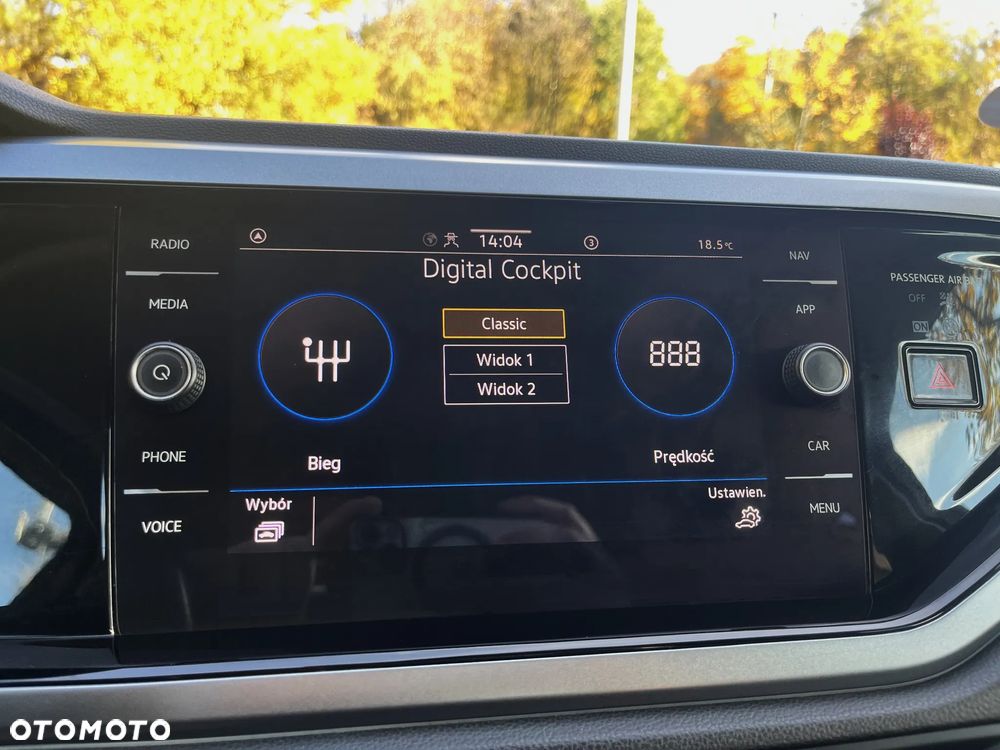 RADIO
MEDIA
PHONE
VOICE
14:04
3
18.5°C
Digital Cockpit
Classic
Widok 1
Widok 2
888
Bieg
Prędkość
Wybór
Ustawien.
NAV
APP
CAR
MENU
PASSENGER AIR
OFF
ON
OTOMOTO